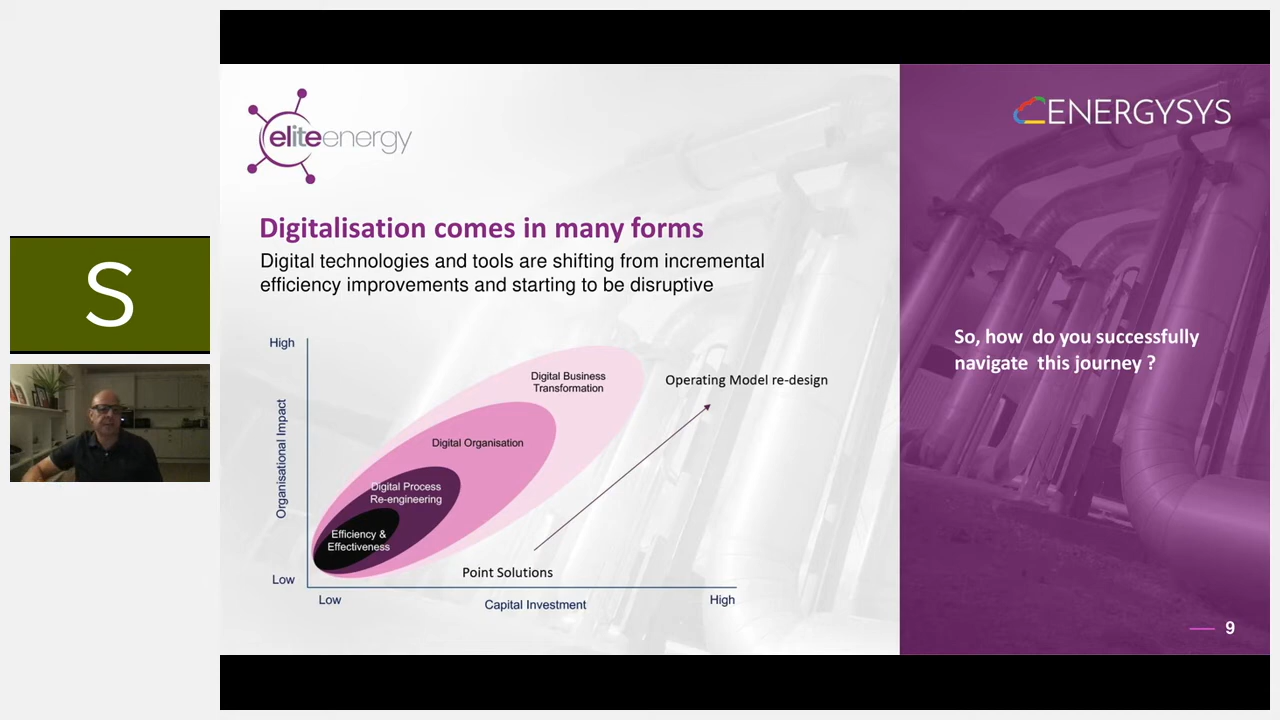 S
eliteenergy
ENERGYSYS
Digitalisation comes in many forms
Digital technologies and tools are shifting from incremental
efficiency improvements and starting to be disruptive
High
Organisational Impact
Low
Digital Business
Transformation
Digital Organisation
Digital Process
Re-engineering
Efficiency &
Effectiveness
Operating Model re-design
Point Solutions
Low
Capital Investment
High
So, how do you successfully
navigate this journey ?
9